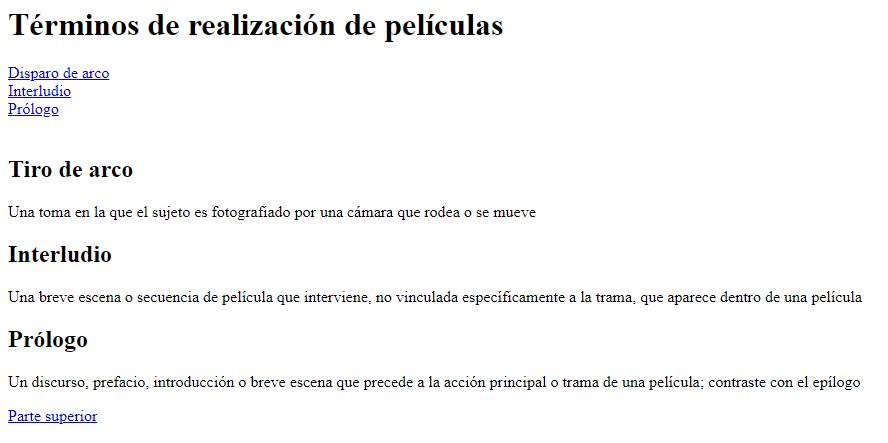 Términos de realización de películas
Disparo de arco
Interludio
Prólogo
Tiro de arco
Una toma en la que el sujeto es fotografiado por una cámara que rodea o se mueve
Interludio
Una breve escena o secuencia de película que interviene, no vinculada específicamente a la trama, que aparece dentro de una película
Prólogo
Un discurso, prefacio, introducción o breve escena que precede a la acción principal o trama de una película; contraste con el epílogo
Parte superior